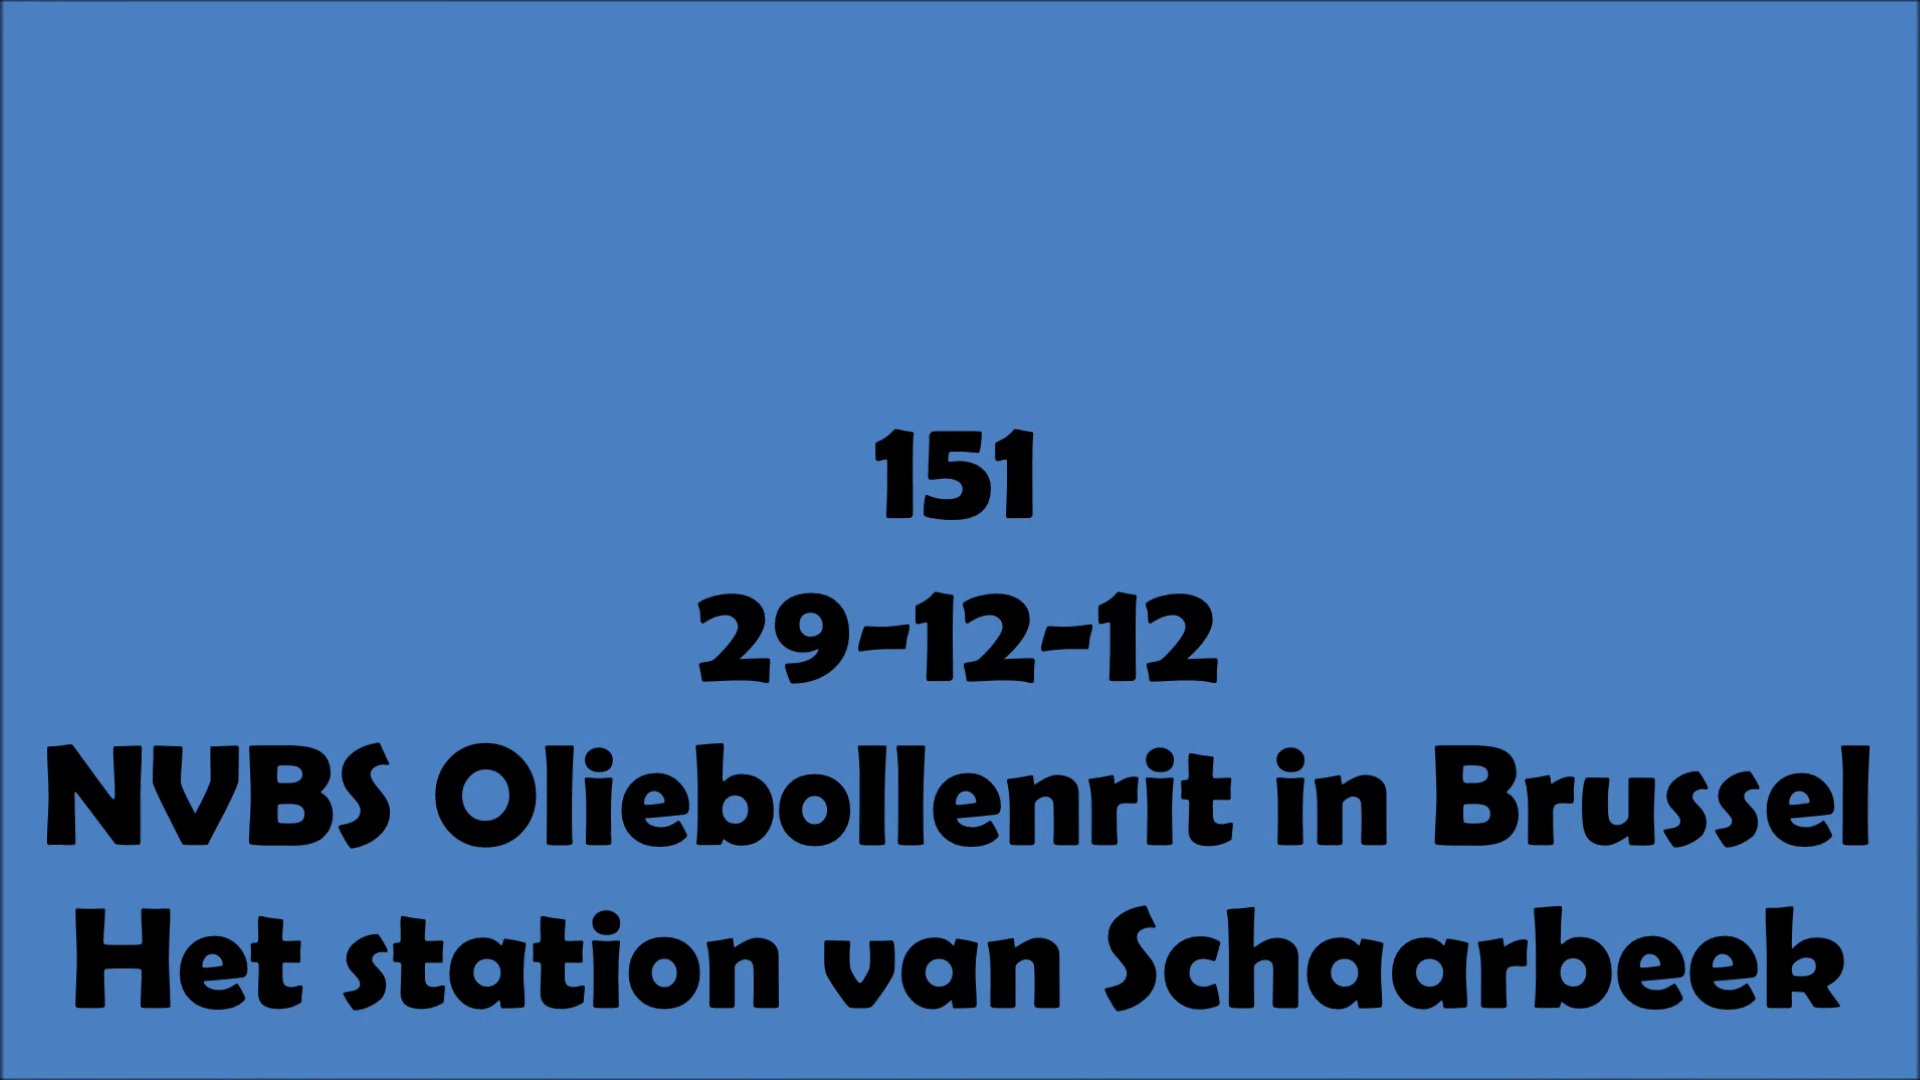 151
29-12-12
NVBS Oliebollenrit in Brussel
Het station van Schaarbeek